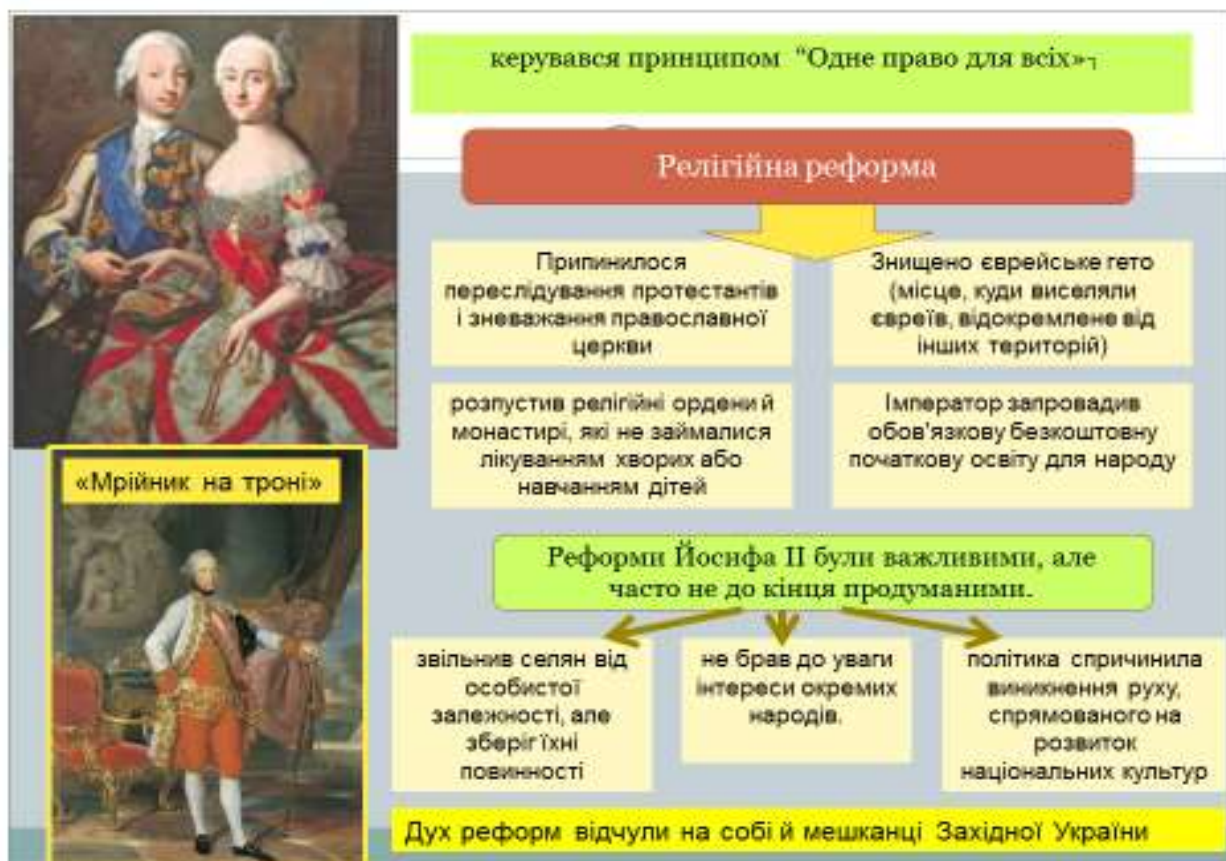 керувався принципом “Одне право для всіх»┐
Релігійна реформа
Припинилося
переслідування протестантів
і зневажання православної
церкви
Знищено єврейське гето
(місце, куди виселяли
євреїв, відокремлене від
інших територій)
розпустив релігійні ордени й
монастирі, які не займалися
лікуванням хворих або
навчанням дітей
Імператор запровадив
обов'язкову безкоштовну
початкову освіту для народу
«Мрійник на троні»
Реформи Йосифа II були важливими, але
часто не до кінця продуманими.
звільнив селян від
особистої
залежності, але
зберіг їхні
повинності
не брав до уваги
інтереси окремих
народів.
політика спричинила
виникнення руху,
спрямованого на
розвиток
національних культур
Дух реформ відчули на собі й мешканці Західної України